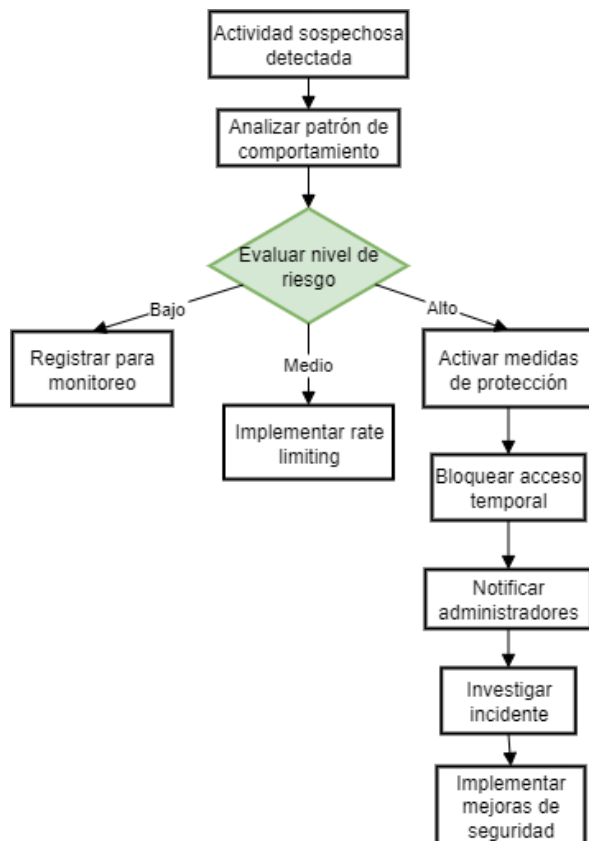 Actividad sospechosa
detectada
Analizar patrón de
comportamiento
Evaluar nivel de
riesgo
Bajo
Medio
Alto
Registrar para
monitoreo
Implementar rate
limiting
Activar medidas
de protección
Bloquear acceso
temporal
Notificar
administradores
Investigar
incidente
Implementar
mejoras de
seguridad